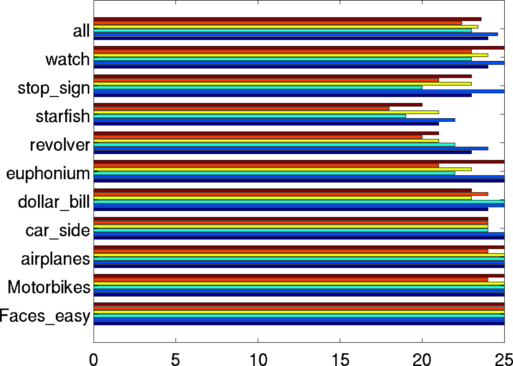 all
watch
stop_sign
starfish
revolver
euphonium
dollar_bill
car_side
airplanes
Motorbikes
Faces_easy
0 5 10 15 20 25